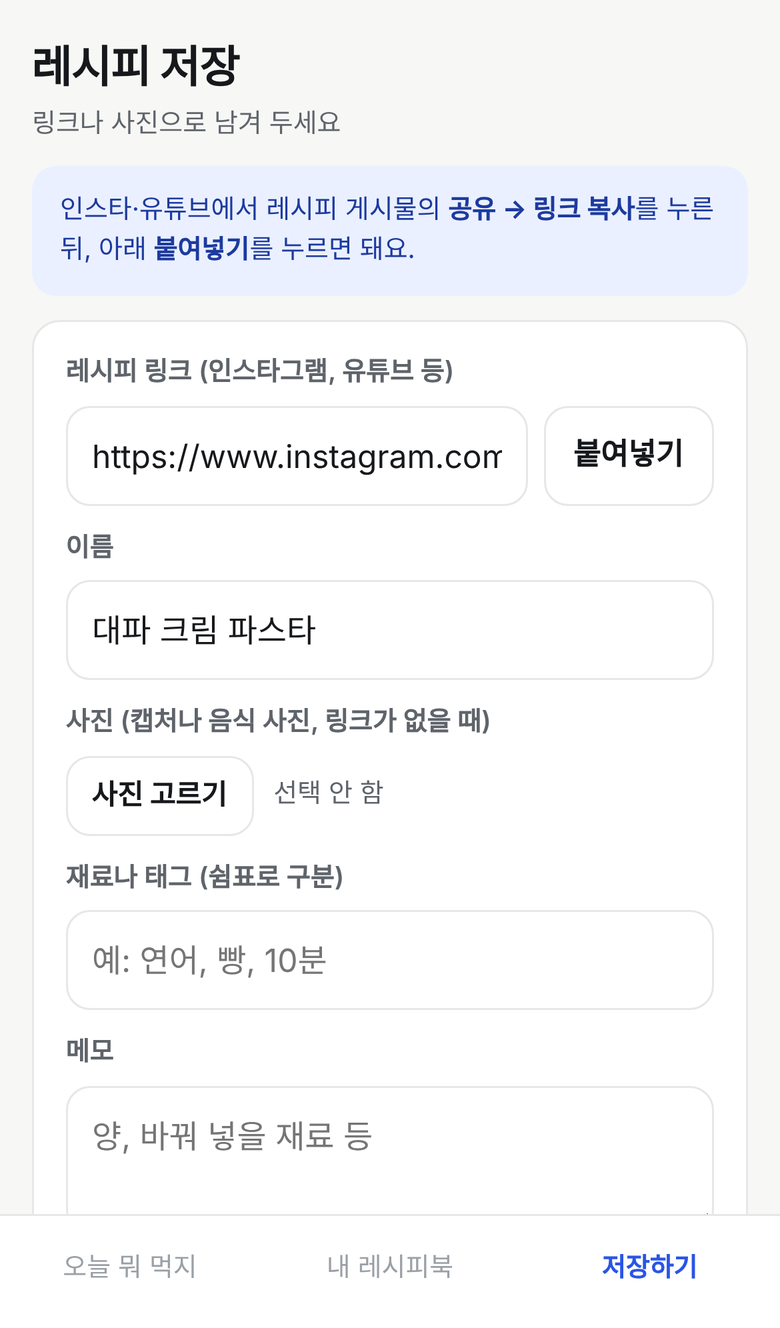 레시피 저장
링크나 사진으로 남겨 두세요
인스타·유튜브에서 레시피 게시물의 공유 → 링크 복사를 누른
뒤, 아래 붙여넣기를 누르면 돼요.
레시피 링크 (인스타그램, 유튜브 등)
https://www.instagram.com
붙여넣기
이름
대파 크림 파스타
사진 (캡처나 음식 사진, 링크가 없을 때)
사진 고르기
선택 안 함
재료나 태그 (쉼표로 구분)
예: 연어, 빵, 10분
메모
양, 바꿔 넣을 재료 등
오늘 뭐 먹지
내 레시피북
저장하기